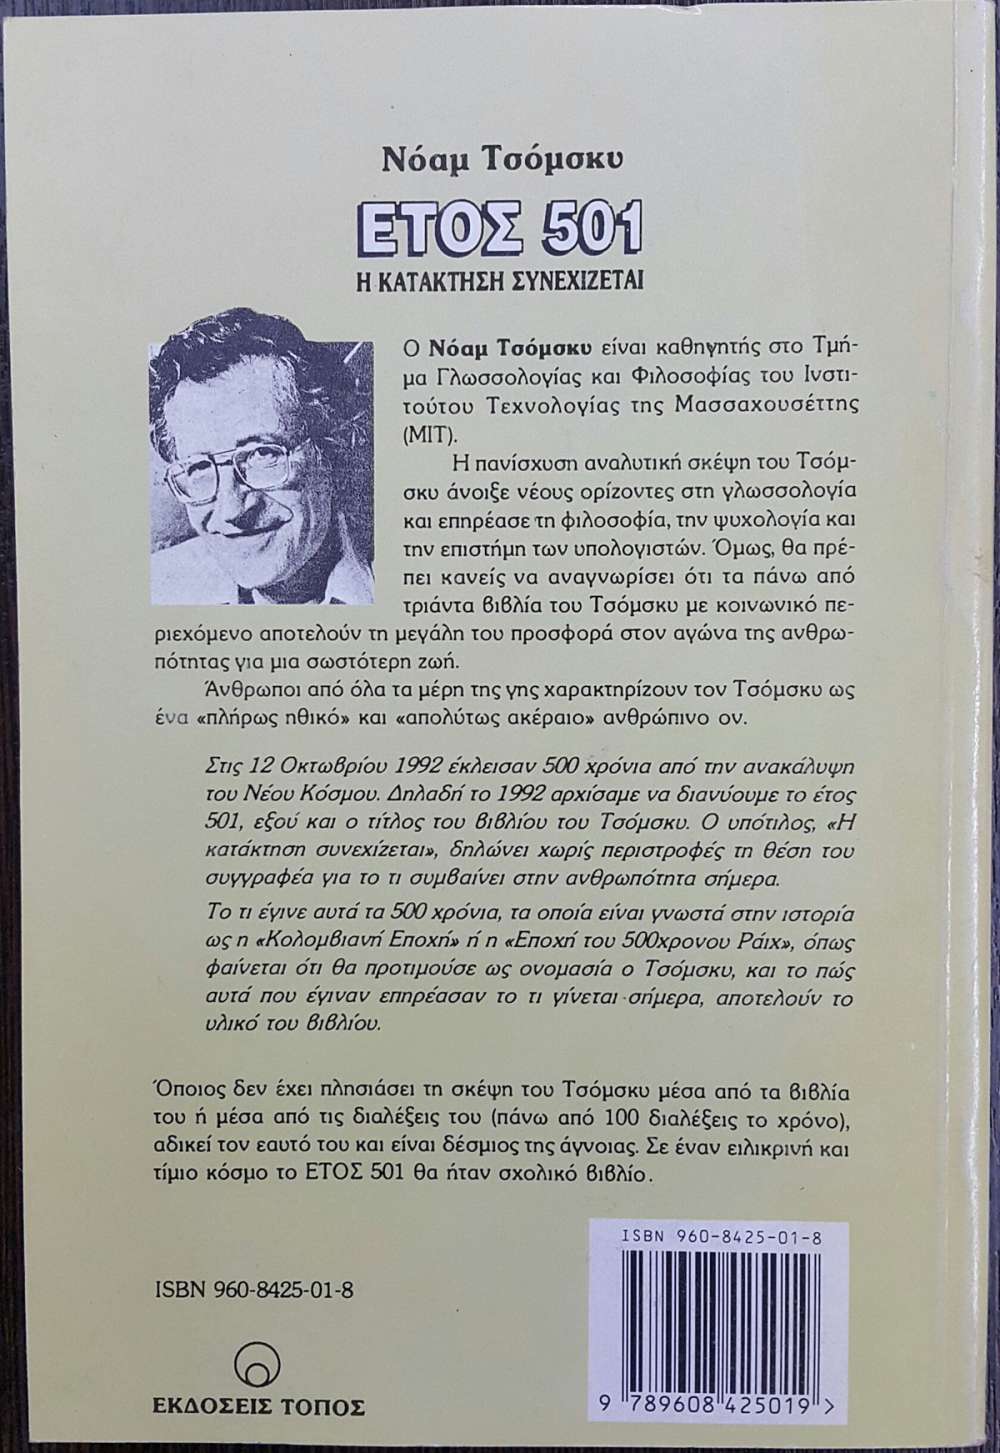 Νόαμ Τσόμσκυ
ΕΤΟΣ 501
Η ΚΑΤΑΚΤΗΣΗ ΣΥΝΕΧΙΖΕΤΑΙ
Ο Νόαμ Τσόμσκυ είναι καθηγητής στο Τμή-
μα Γλωσσολογίας και Φιλοσοφίας του Ινστι-
τούτου Τεχνολογίας της Μασσαχουσέττης
(MIT).
Η πανίσχυση αναλυτική σκέψη του Τσόμ-
σκυ άνοιξε νέους ορίζοντες στη γλωσσολογία
και επηρέασε τη φιλοσοφία, την ψυχολογία και
την επιστήμη των υπολογιστών. Όμως, θα πρέ-
πει κανείς να αναγνωρίσει ότι τα πάνω από
τριάντα βιβλία του Τσόμσκυ με κοινωνικό πε-
ριεχόμενο αποτελούν τη μεγάλη του προσφορά στον αγώνα της ανθρω-
πότητας για μια σωστότερη ζωή.
Άνθρωποι από όλα τα μέρη της γης χαρακτηρίζουν τον Τσόμσκυ ως
ένα «πλήρως ηθικό» και «απολύτως ακέραιο» ανθρώπινο ον.
Στις 12 Οκτωβρίου 1992 έκλεισαν 500 χρόνια από την ανακάλυψη
του Νέου Κόσμου. Δηλαδή το 1992 αρχίσαμε να διανύουμε το έτος
501, εξού και ο τίτλος του βιβλίου του Τσόμσκυ. Ο υπότιλος, «Η
κατάκτηση συνεχίζεται», δηλώνει χωρίς περιστροφές τη θέση του
συγγραφέα για το τι συμβαίνει στην ανθρωπότητα σήμερα.
Το τι έγινε αυτά τα 500 χρόνια, τα οποία είναι γνωστά στην ιστορία
ως η «Κολομβιανή Εποχή» ή η «Εποχή του 500χρονου Ράιχ», όπως
φαίνεται ότι θα προτιμούσε ως ονομασία ο Τσόμσκυ, και το πώς
αυτά που έγιναν επηρέασαν το τι γίνεται σήμερα, αποτελούν το
υλικό του βιβλίου.
Όποιος δεν έχει πλησιάσει τη σκέψη του Τσόμσκυ μέσα από τα βιβλία
του ή μέσα από τις διαλέξεις του (πάνω από 100 διαλέξεις το χρόνο),
αδικεί τον εαυτό του και είναι δέσμιος της άγνοιας. Σε έναν ειλικρινή και
τίμιο κόσμο το ΕΤΟΣ 501 θα ήταν σχολικό βιβλίο.
ISBN 960-8425-01-8
ISBN 960-8425-01-8
9 789608 425019 >
ΕΚΔΟΣΕΙΣ ΤΟΠΟΣ